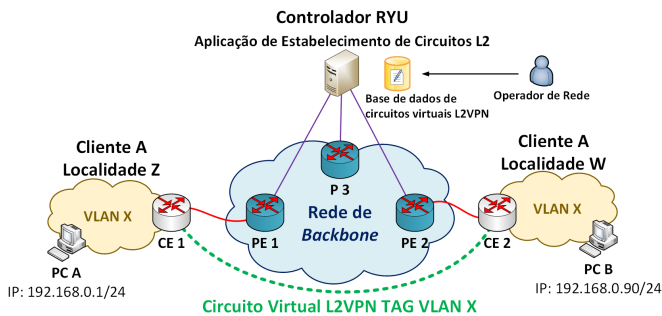 Controlador RYU
Aplicação de Estabelecimento de Circuitos L2
Base de dados de
circuitos virtuais L2VPN
Operador de Rede
Cliente A
Localidade Z
Cliente A
Localidade W
P 3
VLAN X
VLAN X
Rede de
Backbone
CE 1
PE 1
PE 2
CE 2
PC A
PC B
IP: 192.168.0.1/24
IP: 192.168.0.90/24
Circuito Virtual L2VPN TAG VLAN X